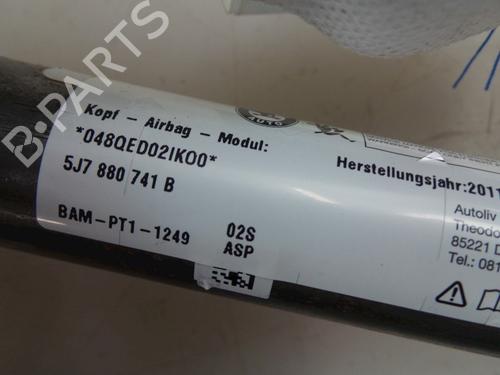 B-PARTS
Kopf - Airbag - Modul:
*048QED02IK00*
5J7 880 741 B
BAM-PT1-1249
02S
ASP
AUTO
Herstellungsjahr:2011
Autoliv
Theodo
85221 D
Tel.: 081